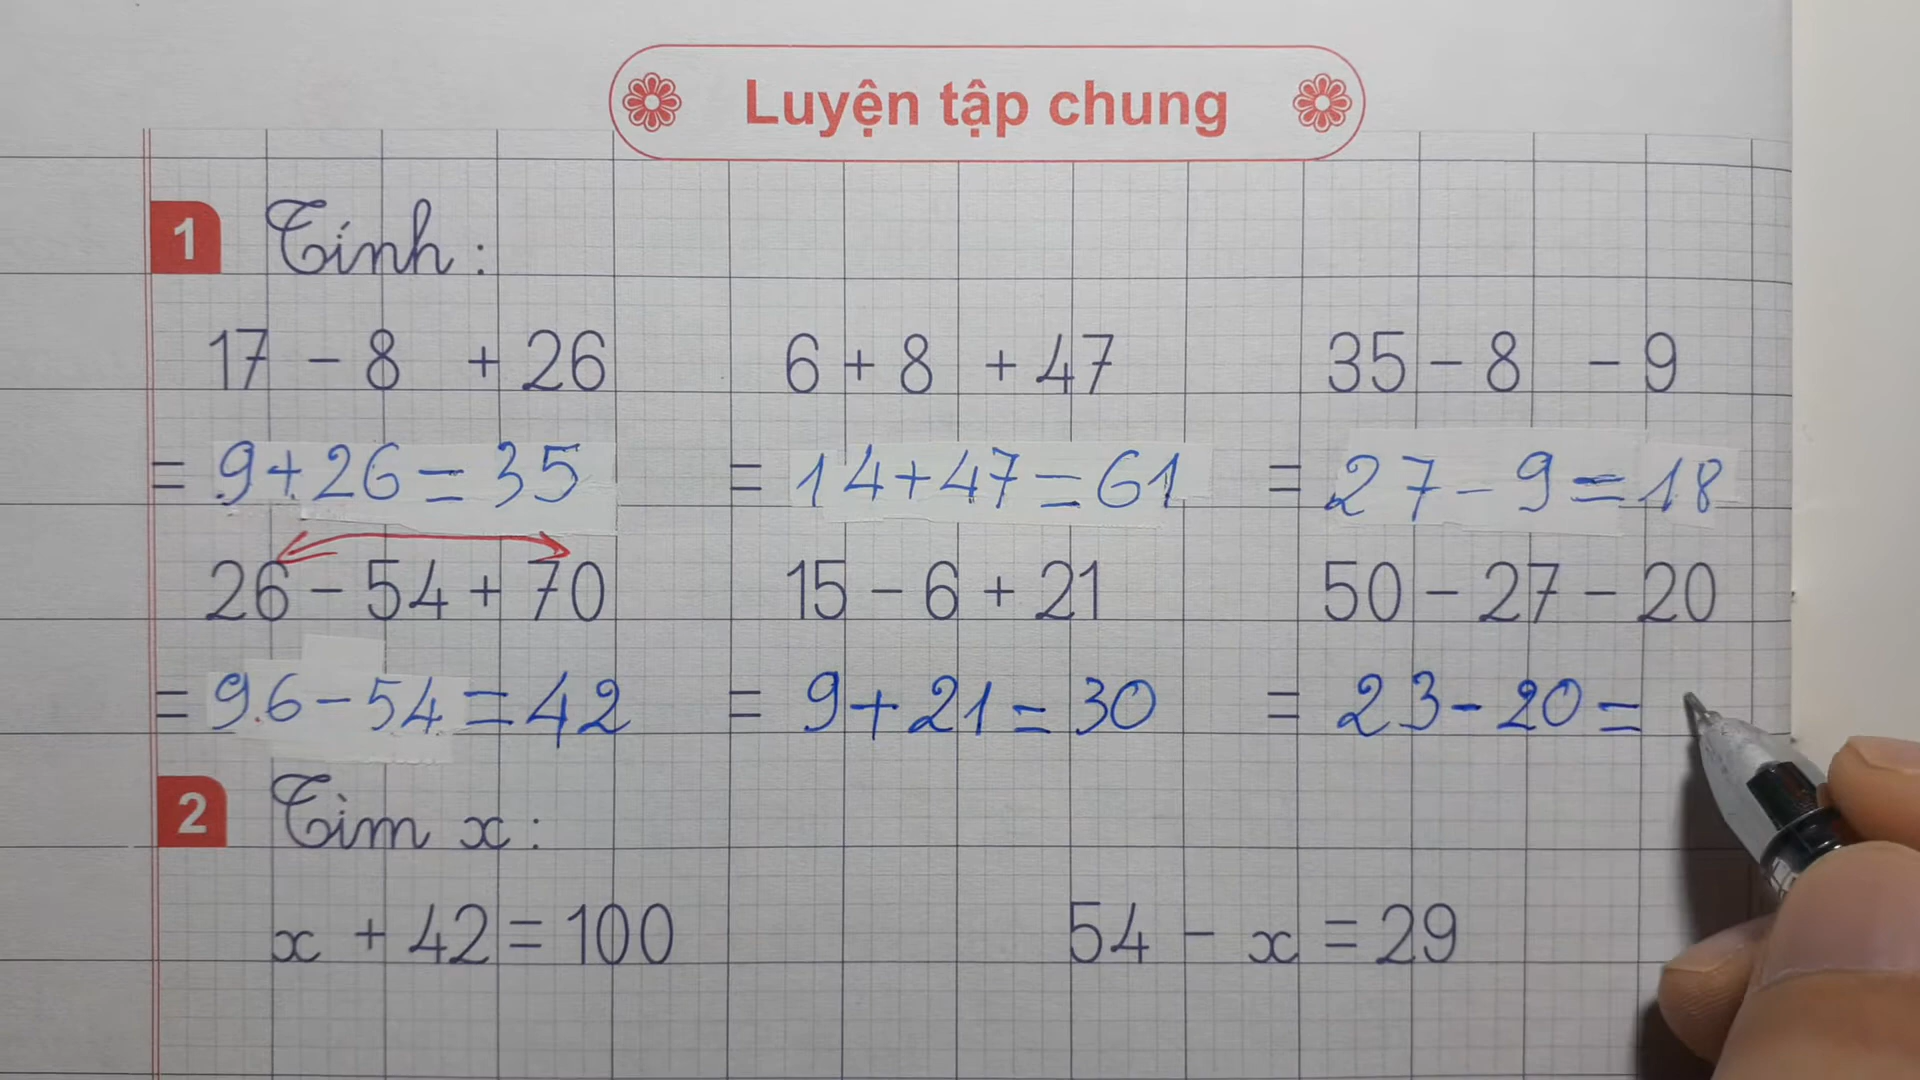 Luyện tập chung
1 Tính:
17 - 8 + 26 6 + 8 + 47 35 - 8 - 9
= 9+26=35 = 14+47=61 = 27-9=18
26 - 54 + 70 15 - 6 + 21 50 - 27 - 20
= 96-54=42 = 9+21=30 = 23-20=
2 Tìm x:
x + 42 = 100 54 - x = 29